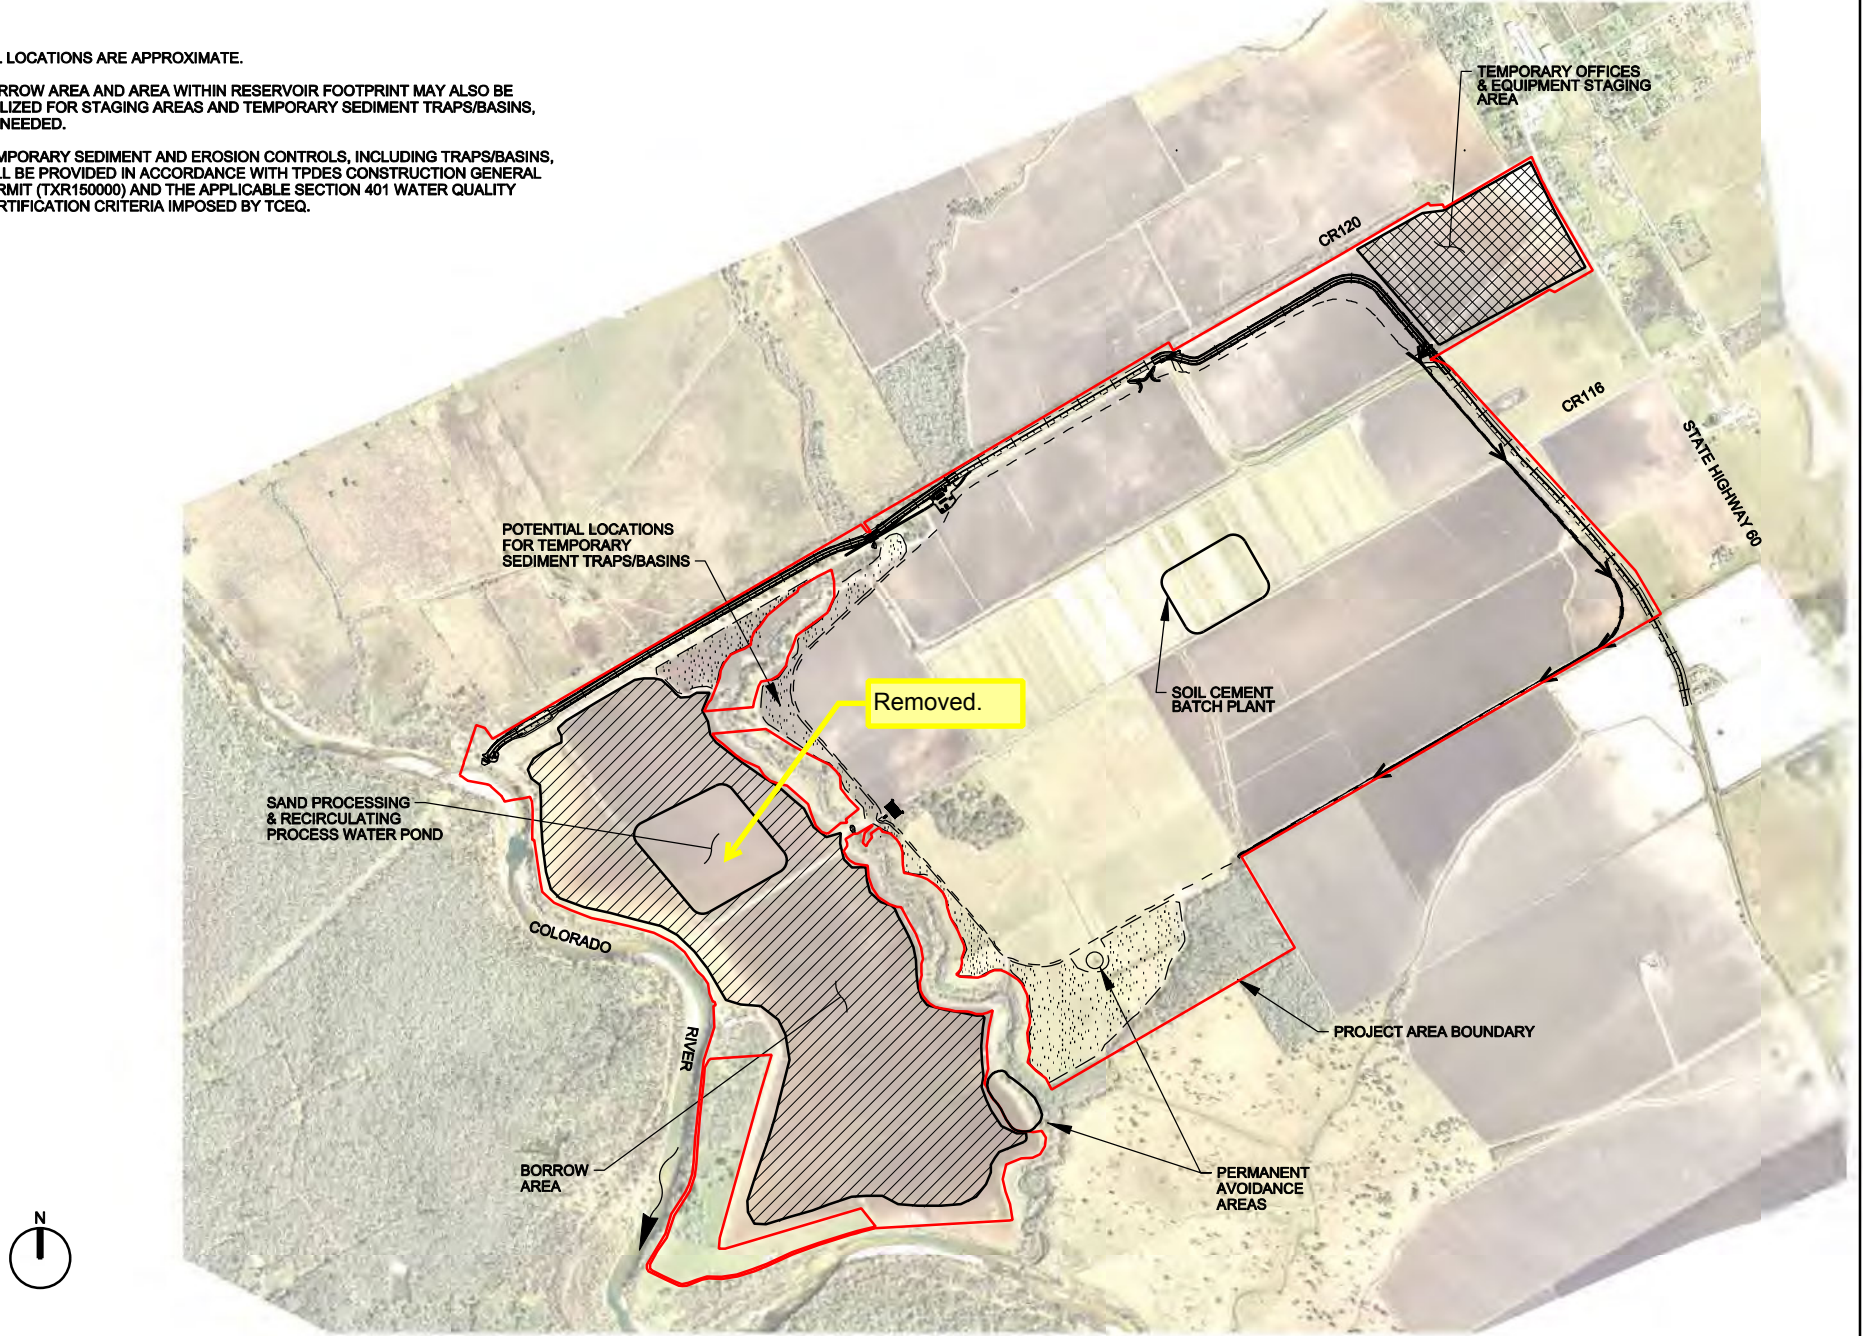 LOCATIONS ARE APPROXIMATE.
RROW AREA AND AREA WITHIN RESERVOIR FOOTPRINT MAY ALSO BE
LIZED FOR STAGING AREAS AND TEMPORARY SEDIMENT TRAPS/BASINS,
NEEDED.
MPORARY SEDIMENT AND EROSION CONTROLS, INCLUDING TRAPS/BASINS,
LL BE PROVIDED IN ACCORDANCE WITH TPDES CONSTRUCTION GENERAL
RMIT (TXR150000) AND THE APPLICABLE SECTION 401 WATER QUALITY
RTIFICATION CRITERIA IMPOSED BY TCEQ.
TEMPORARY OFFICES
& EQUIPMENT STAGING
AREA
CR120
CR116
STATE HIGHWAY 60
POTENTIAL LOCATIONS
FOR TEMPORARY
SEDIMENT TRAPS/BASINS
SOIL CEMENT
BATCH PLANT
Removed.
SAND PROCESSING
& RECIRCULATING
PROCESS WATER POND
COLORADO
RIVER
PROJECT AREA BOUNDARY
BORROW
AREA
PERMANENT
AVOIDANCE
AREAS
N